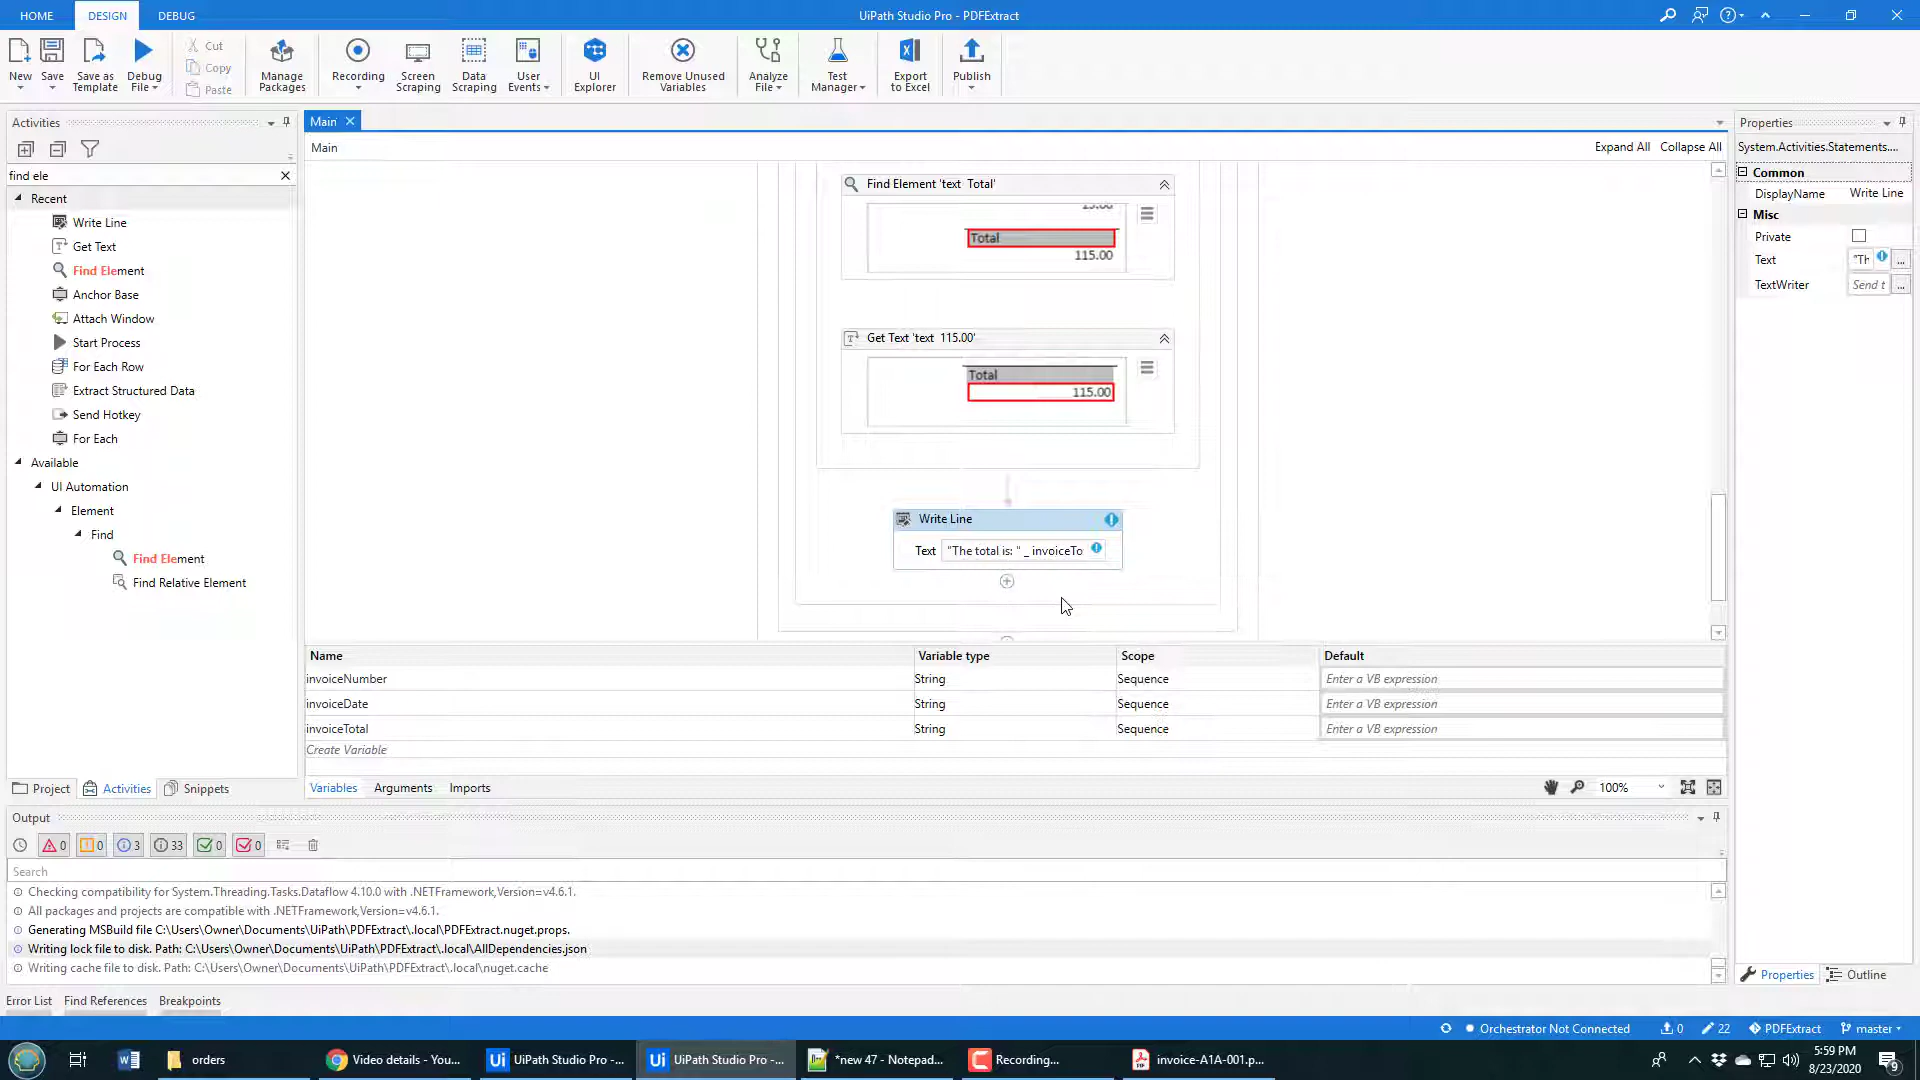 HOME DESIGN DEBUG UiPath Studio Pro - PDFExtract
New Save Save as Template Debug File Cut Copy Paste Manage Packages Recording Screen Scraping Data Scraping User Events UI Explorer Remove Unused Variables Analyze File Test Manager Export to Excel Publish
Activities
find ele
Recent
Write Line
Get Text
Find Element
Anchor Base
Attach Window
Start Process
For Each Row
Extract Structured Data
Send Hotkey
For Each
Available
UI Automation
Element
Find
Find Element
Find Relative Element
Project Activities Snippets
Main
Main Expand All Collapse All
Find Element 'text Total'
Total
115.00
Get Text 'text 115.00'
Total
115.00
Write Line
Text "The total is: " _ invoiceTo
Name Variable type Scope Default
invoiceNumber String Sequence Enter a VB expression
invoiceDate String Sequence Enter a VB expression
invoiceTotal String Sequence Enter a VB expression
Create Variable
Variables Arguments Imports 100%
Properties
System.Activities.Statements....
Common
DisplayName Write Line
Misc
Private
Text "Th ...
TextWriter Send t ...
Properties Outline
Output
0 0 3 33 0 0
Search
Checking compatibility for System.Threading.Tasks.Dataflow 4.10.0 with .NETFramework,Version=v4.6.1.
All packages and projects are compatible with .NETFramework,Version=v4.6.1.
Generating MSBuild file C:\Users\Owner\Documents\UiPath\PDFExtract\.local\PDFExtract.nuget.props.
Writing lock file to disk. Path: C:\Users\Owner\Documents\UiPath\PDFExtract\.local\AllDependencies.json
Writing cache file to disk. Path: C:\Users\Owner\Documents\UiPath\PDFExtract\.local\nuget.cache
Error List Find References Breakpoints
Orchestrator Not Connected 0 22 PDFExtract master
orders Video details - You... UiPath Studio Pro -... UiPath Studio Pro -... *new 47 - Notepad... Recording... invoice-A1A-001.p...
5:59 PM
8/23/2020
9